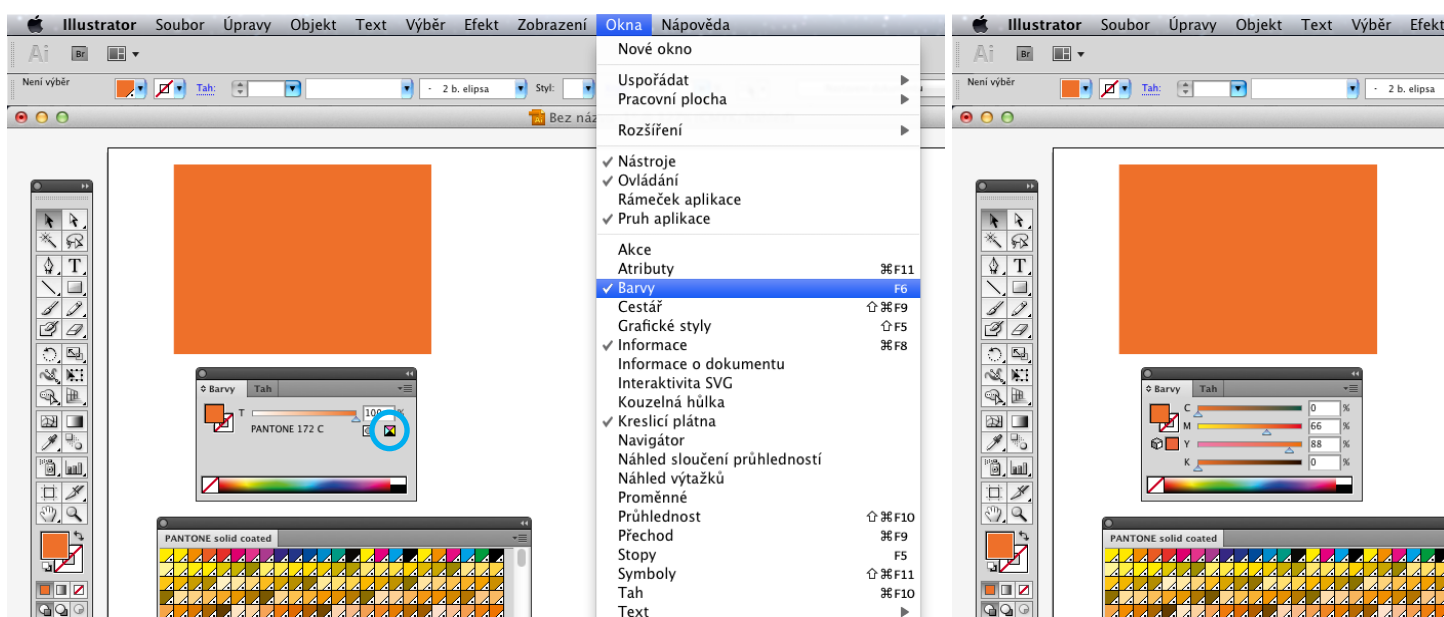 Illustrator Soubor Úpravy Objekt Text Výběr Efekt Zobrazení Okna Nápověda
Ai Br
Není výběr Tah: - 2 b. elipsa Styl:
Bez náz
Nové okno
Uspořádat
Pracovní plocha
Rozšíření
✓ Nástroje
✓ Ovládání
Rámeček aplikace
✓ Pruh aplikace
Akce
Atributy ⌘F11
✓ Barvy F6
Cestář ⇧⌘F9
Grafické styly ⇧F5
✓ Informace ⌘F8
Informace o dokumentu
Interaktivita SVG
Kouzelná hůlka
✓ Kreslicí plátna
Navigátor
Náhled sloučení průhledností
Náhled výtažků
Proměnné
Průhlednost ⇧⌘F10
Přechod ⌘F9
Stopy F5
Symboly ⇧⌘F11
Tah ⌘F10
Text
Barvy Tah
T 100 %
PANTONE 172 C
PANTONE solid coated
Illustrator Soubor Úpravy Objekt Text Výběr Efekt
Ai Br
Není výběr Tah: - 2 b. elipsa
Barvy Tah
C 0 %
M 66 %
Y 88 %
K 0 %
PANTONE solid coated